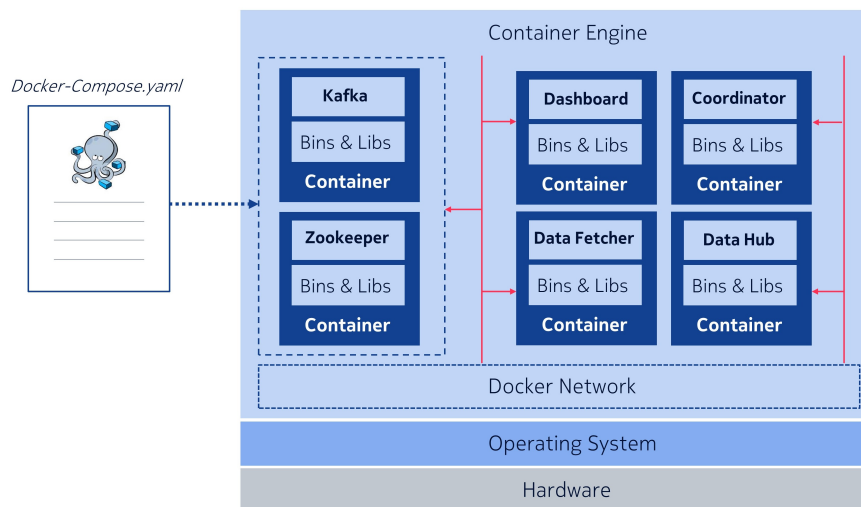 Container Engine
Docker-Compose.yaml
Kafka
Bins & Libs
Container
Dashboard
Bins & Libs
Container
Coordinator
Bins & Libs
Container
Zookeeper
Bins & Libs
Container
Data Fetcher
Bins & Libs
Container
Data Hub
Bins & Libs
Container
Docker Network
Operating System
Hardware